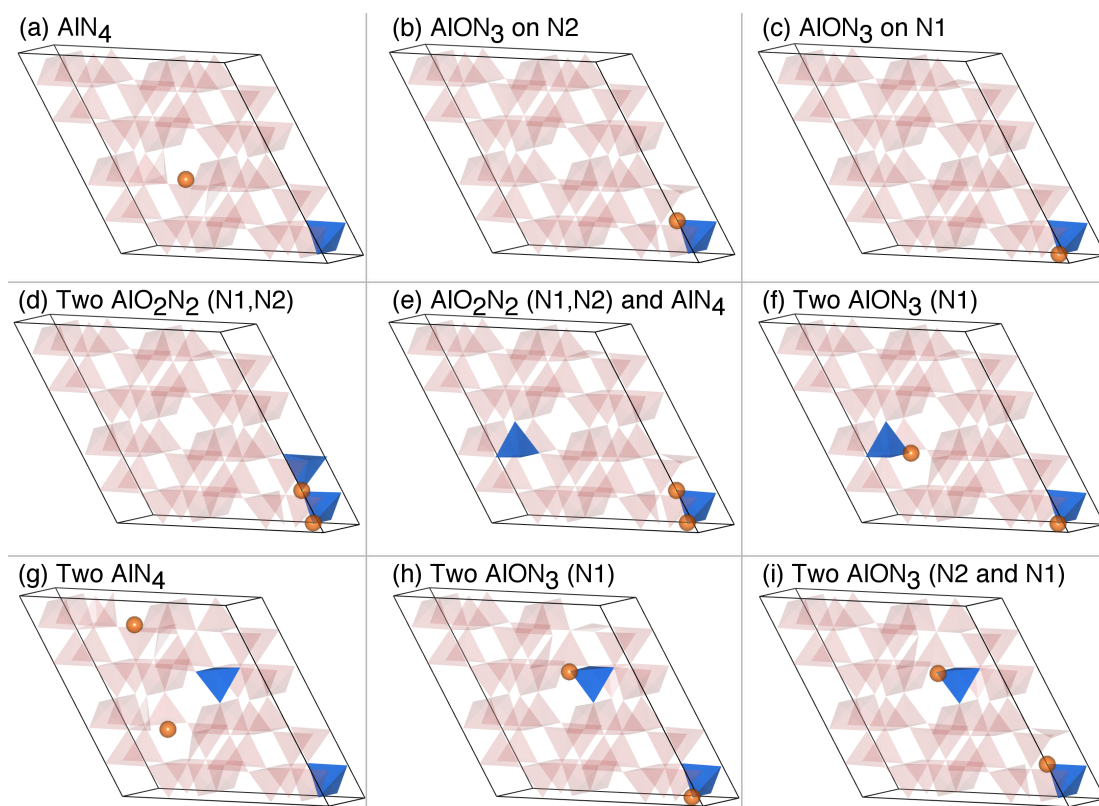 (a) AlN₄
(b) AlON₃ on N2
(c) AlON₃ on N1
(d) Two AlO₂N₂ (N1,N2)
(e) AlO₂N₂ (N1,N2) and AlN₄
(f) Two AlON₃ (N1)
(g) Two AlN₄
(h) Two AlON₃ (N1)
(i) Two AlON₃ (N2 and N1)